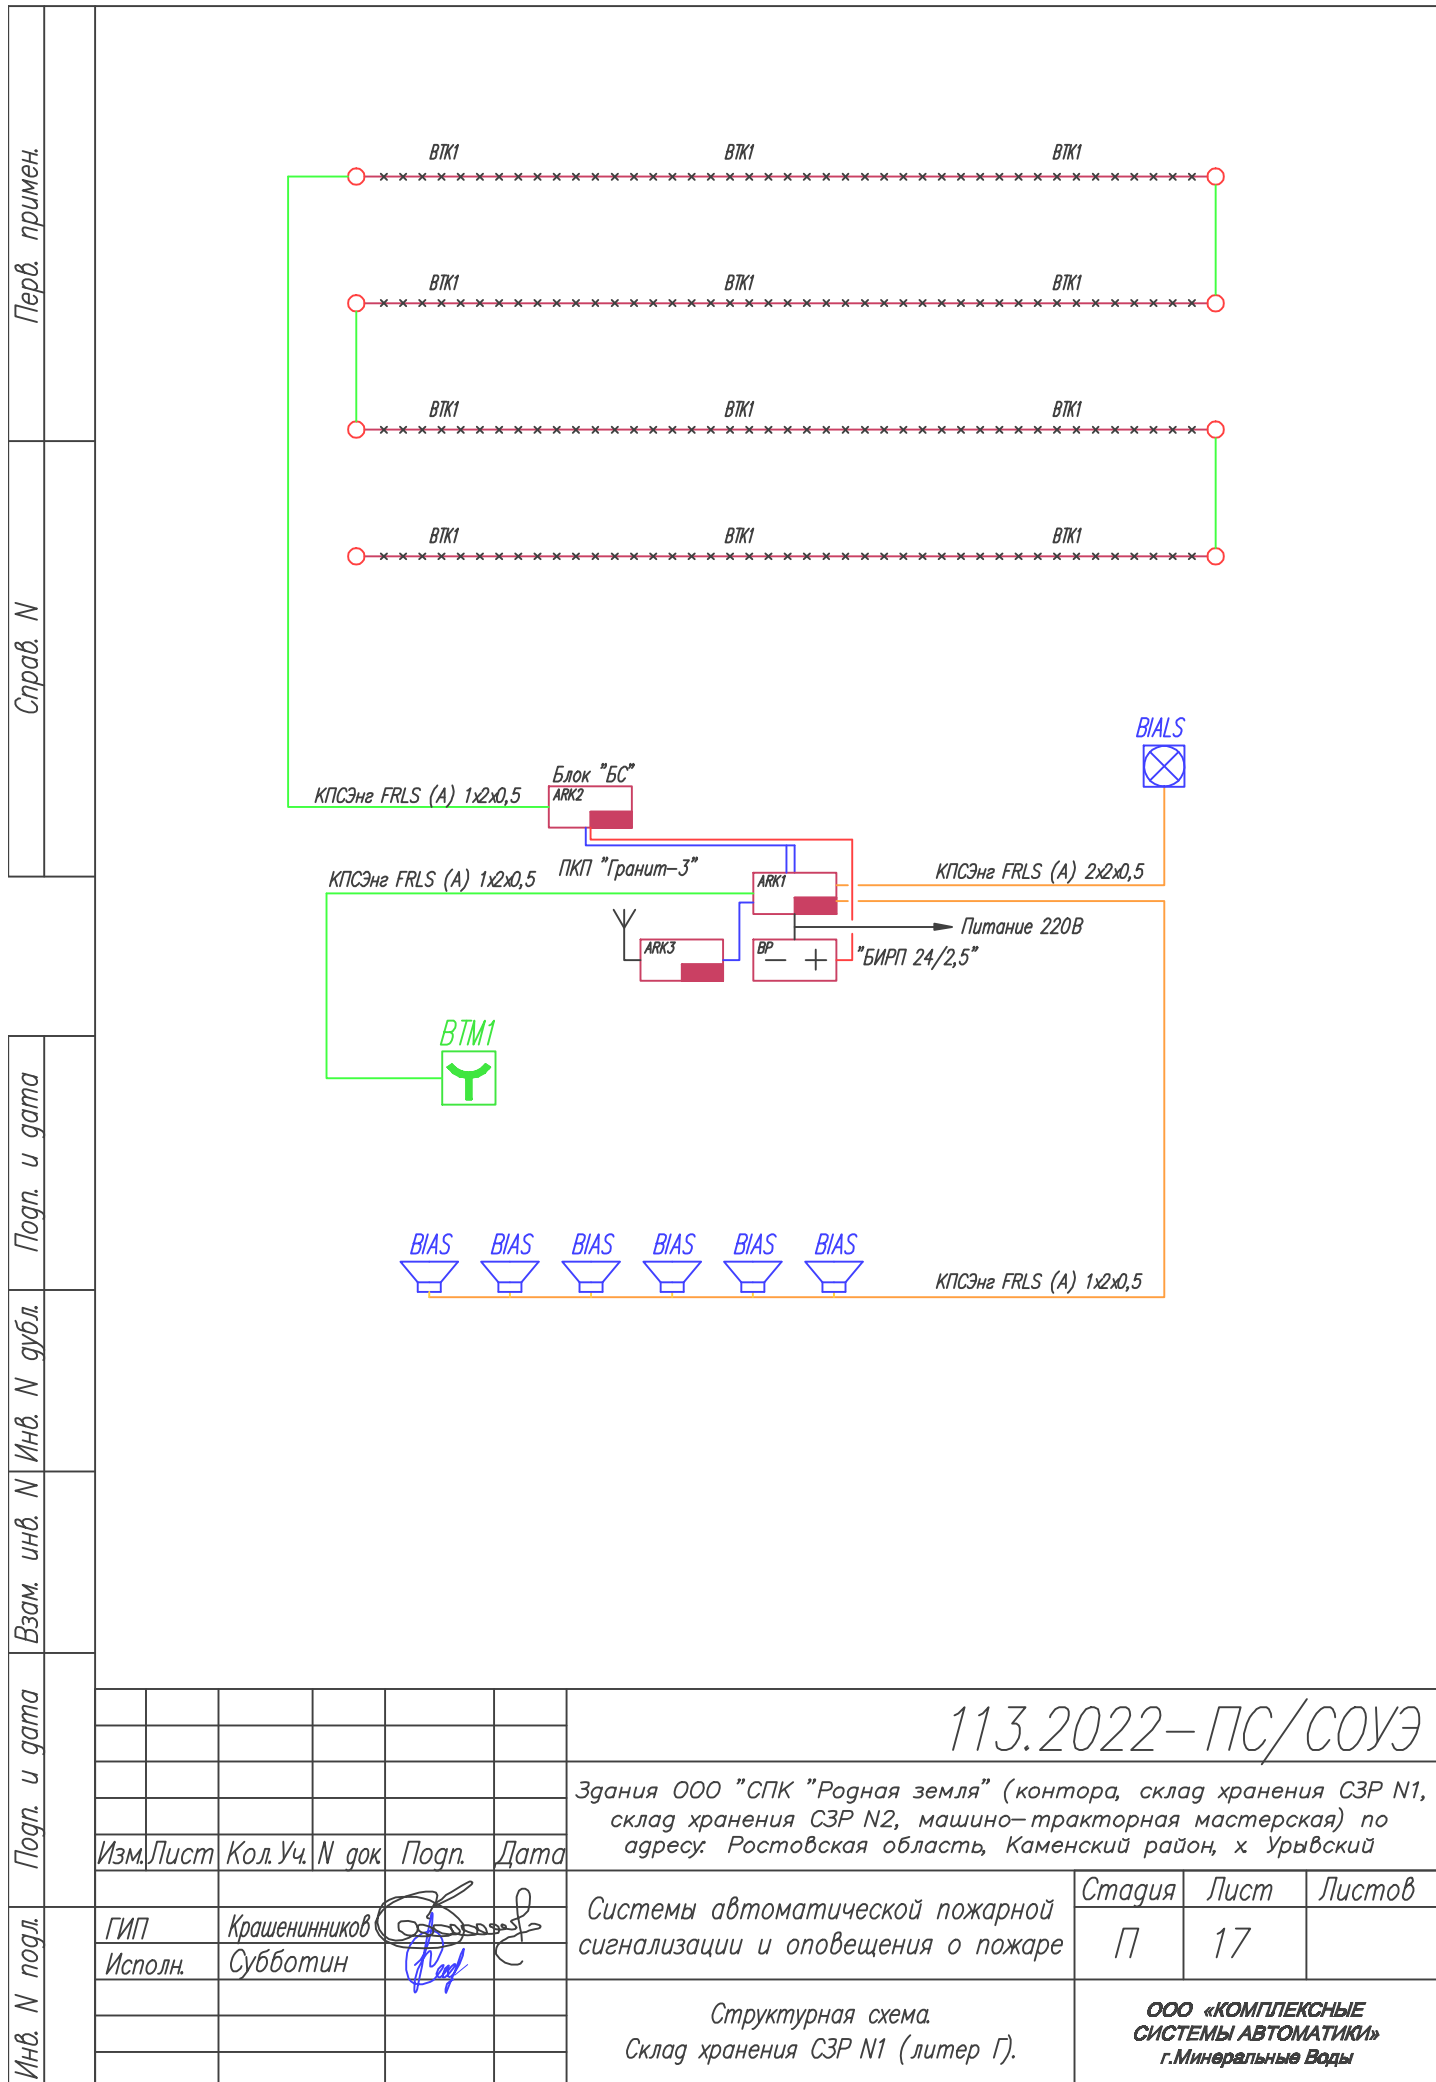 ВТК1 ВТК1 ВТК1
ВТК1 ВТК1 ВТК1
ВТК1 ВТК1 ВТК1
ВТК1 ВТК1 ВТК1
BIALS
Блок "БС"
ARK2
КПСЭнг FRLS (А) 1х2х0,5
ПКП "Гранит-3"
ARK1
КПСЭнг FRLS (А) 2х2х0,5
КПСЭнг FRLS (А) 1х2х0,5
Питание 220В
ARK3
ВР
"БИРП 24/2,5"
ВТМ1
BIAS BIAS BIAS BIAS BIAS BIAS
КПСЭнг FRLS (А) 1х2х0,5
Перв. примен.
Справ. N
Подп. и дата
Инв. N дубл.
Взам. инв. N
Подп. и дата
Инв. N подл.
113.2022-ПС/СОУЭ
Здания ООО "СПК "Родная земля" (контора, склад хранения СЗР N1,
склад хранения СЗР N2, машино-тракторная мастерская) по
адресу: Ростовская область, Каменский район, х. Урывский
Изм. Лист Кол. Уч. N док. Подп. Дата
ГИП Крашенинников
Исполн. Субботин
Системы автоматической пожарной
сигнализации и оповещения о пожаре
Стадия Лист Листов
П 17
Структурная схема.
Склад хранения СЗР N1 (литер Г).
ООО «КОМПЛЕКСНЫЕ
СИСТЕМЫ АВТОМАТИКИ»
г.Минеральные Воды